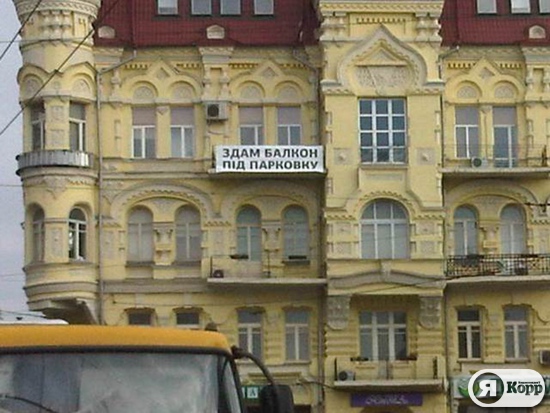 ЗДАМ БАЛКОН
ПІД ПАРКОВКУ
Я Корр